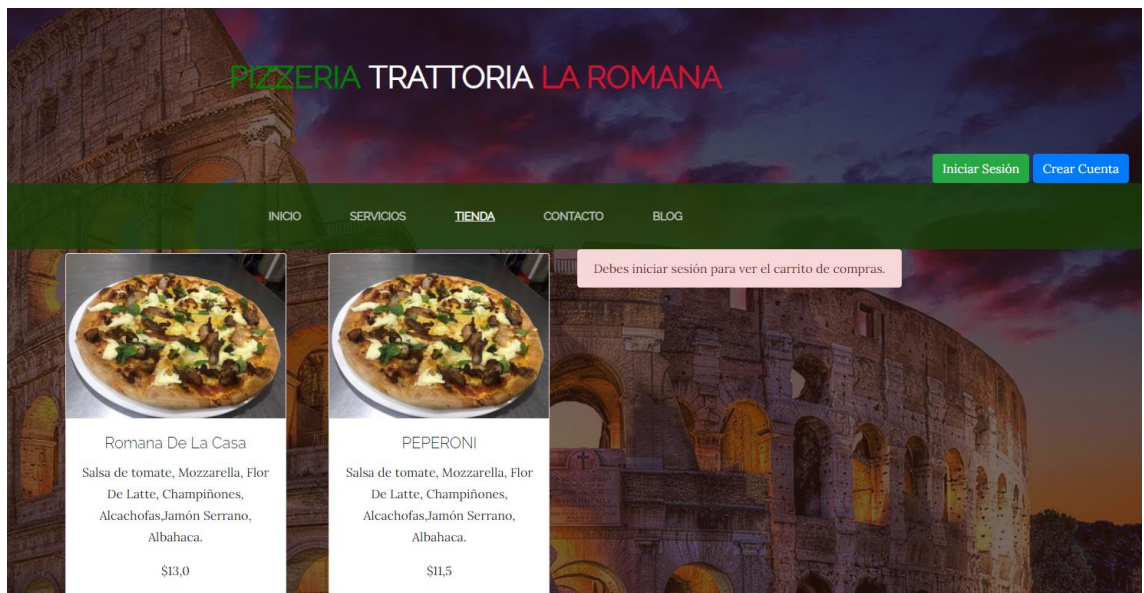 PIZZERIA TRATTORIA LA ROMANA
Iniciar Sesión Crear Cuenta
INICIO SERVICIOS TIENDA CONTACTO BLOG
Debes iniciar sesión para ver el carrito de compras.
Romana De La Casa
Salsa de tomate, Mozzarella, Flor
De Latte, Champiñones,
Alcachofas,Jamón Serrano,
Albahaca.
$13,0
PEPERONI
Salsa de tomate, Mozzarella, Flor
De Latte, Champiñones,
Alcachofas,Jamón Serrano,
Albahaca.
$11,5